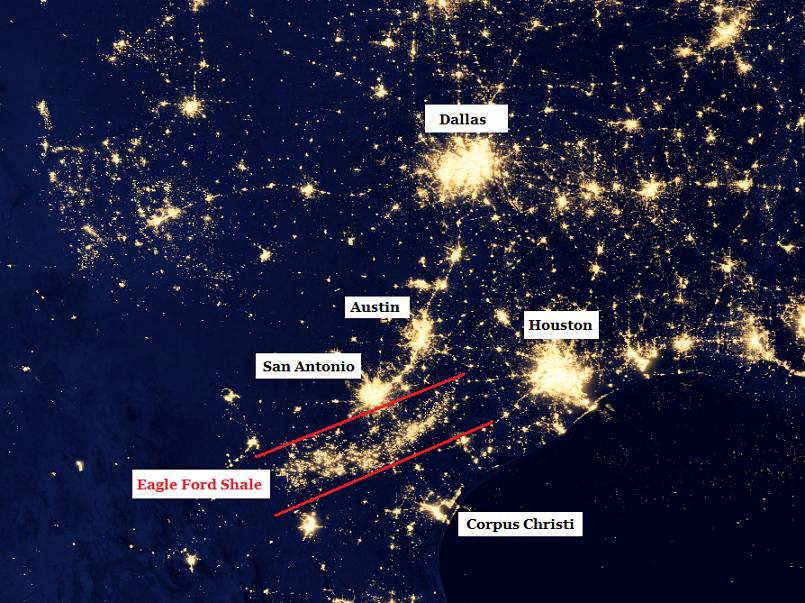 Dallas
Austin
Houston
San Antonio
Eagle Ford Shale
Corpus Christi